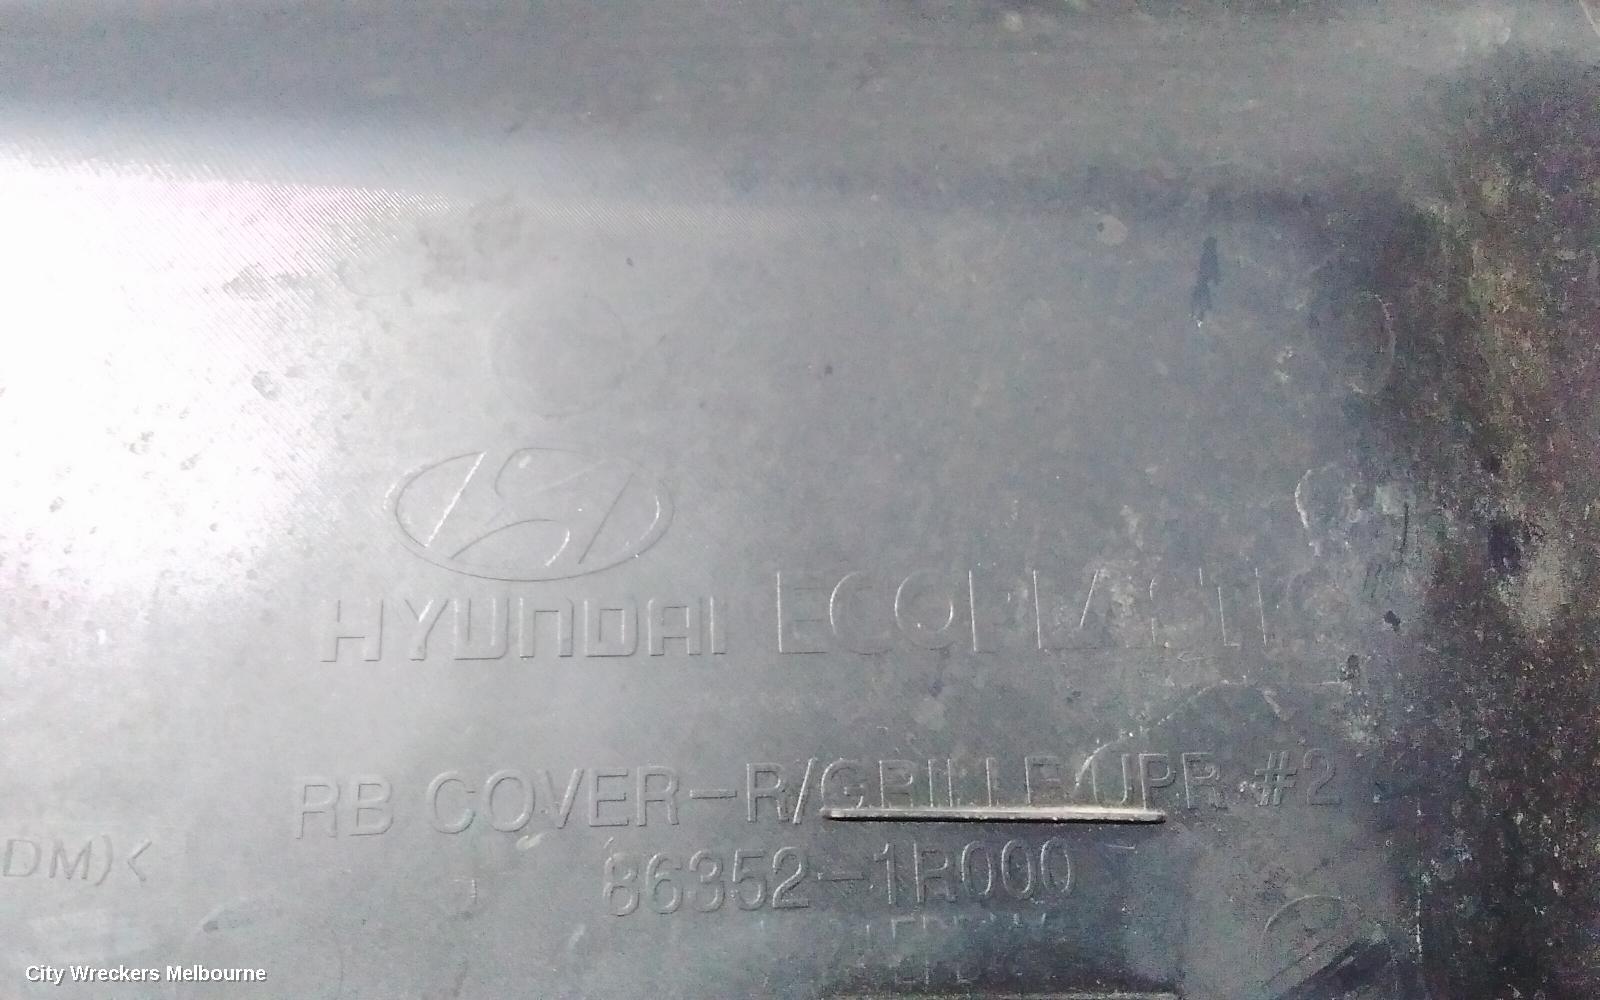 HYUNDAI ECOPLASTIC
RB COVER-R/GRILLE UPR #2
DM)<
86352-1R000
City Wreckers Melbourne